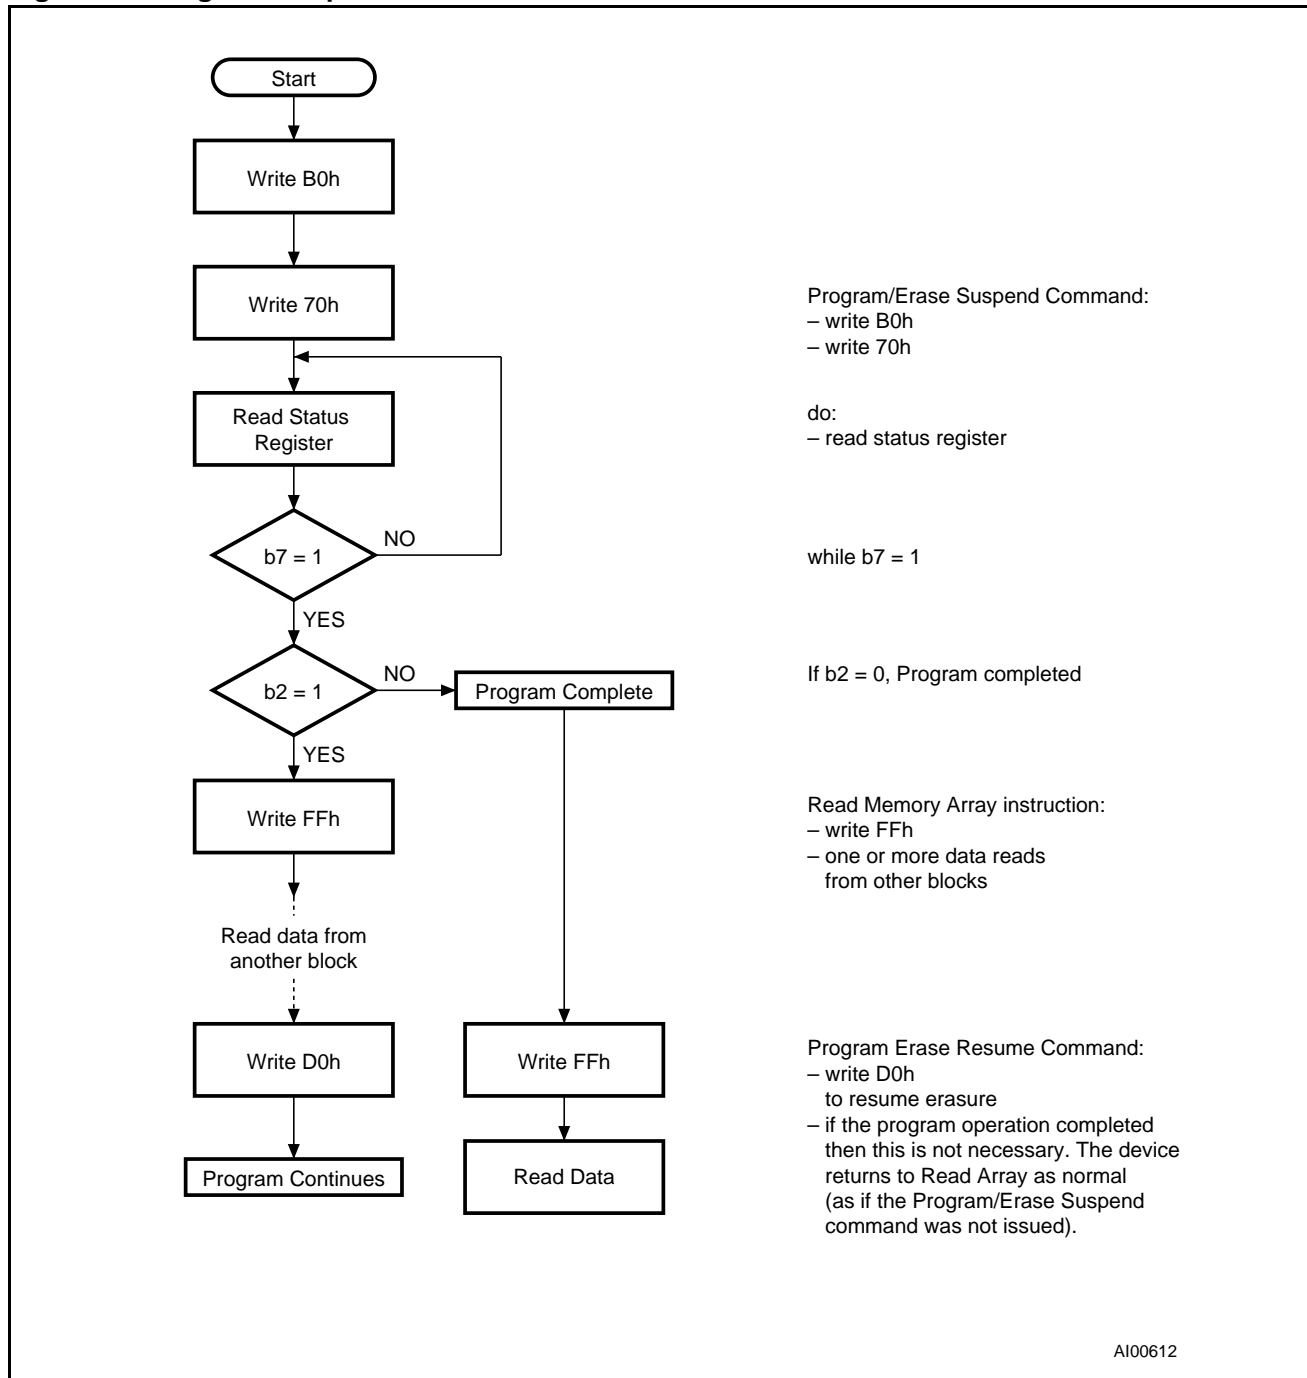 Start
Write B0h
Write 70h
Read Status
Register
b7 = 1
NO
YES
b2 = 1
NO
Program Complete
YES
Write FFh
Read data from
another block
Write D0h
Write FFh
Program Continues
Read Data
Program/Erase Suspend Command:
– write B0h
– write 70h
do:
– read status register
while b7 = 1
If b2 = 0, Program completed
Read Memory Array instruction:
– write FFh
– one or more data reads
from other blocks
Program Erase Resume Command:
– write D0h
to resume erasure
– if the program operation completed
then this is not necessary. The device
returns to Read Array as normal
(as if the Program/Erase Suspend
command was not issued).
AI00612